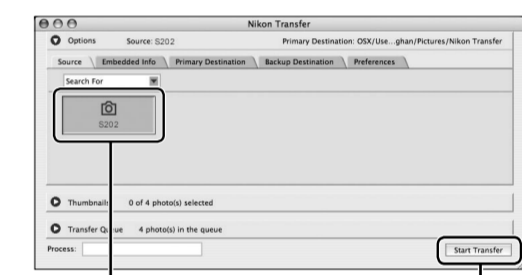 Nikon Transfer
Options Source: S202 Primary Destination: OSX/Use...ghan/Pictures/Nikon Transfer
Source Embedded Info Primary Destination Backup Destination Preferences
Search For
S202
Thumbnails 0 of 4 photo(s) selected
Transfer Queue 4 photo(s) in the queue
Process: Start Transfer